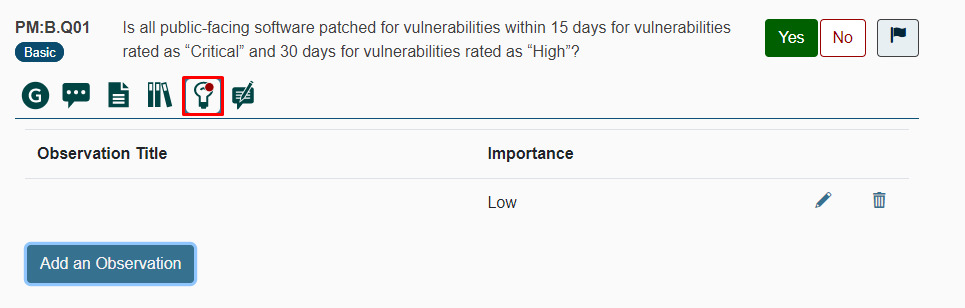 PM:B.Q01
Basic
Is all public-facing software patched for vulnerabilities within 15 days for vulnerabilities
rated as “Critical” and 30 days for vulnerabilities rated as “High”?
Yes
No
G
Observation Title
Importance
Low
Add an Observation